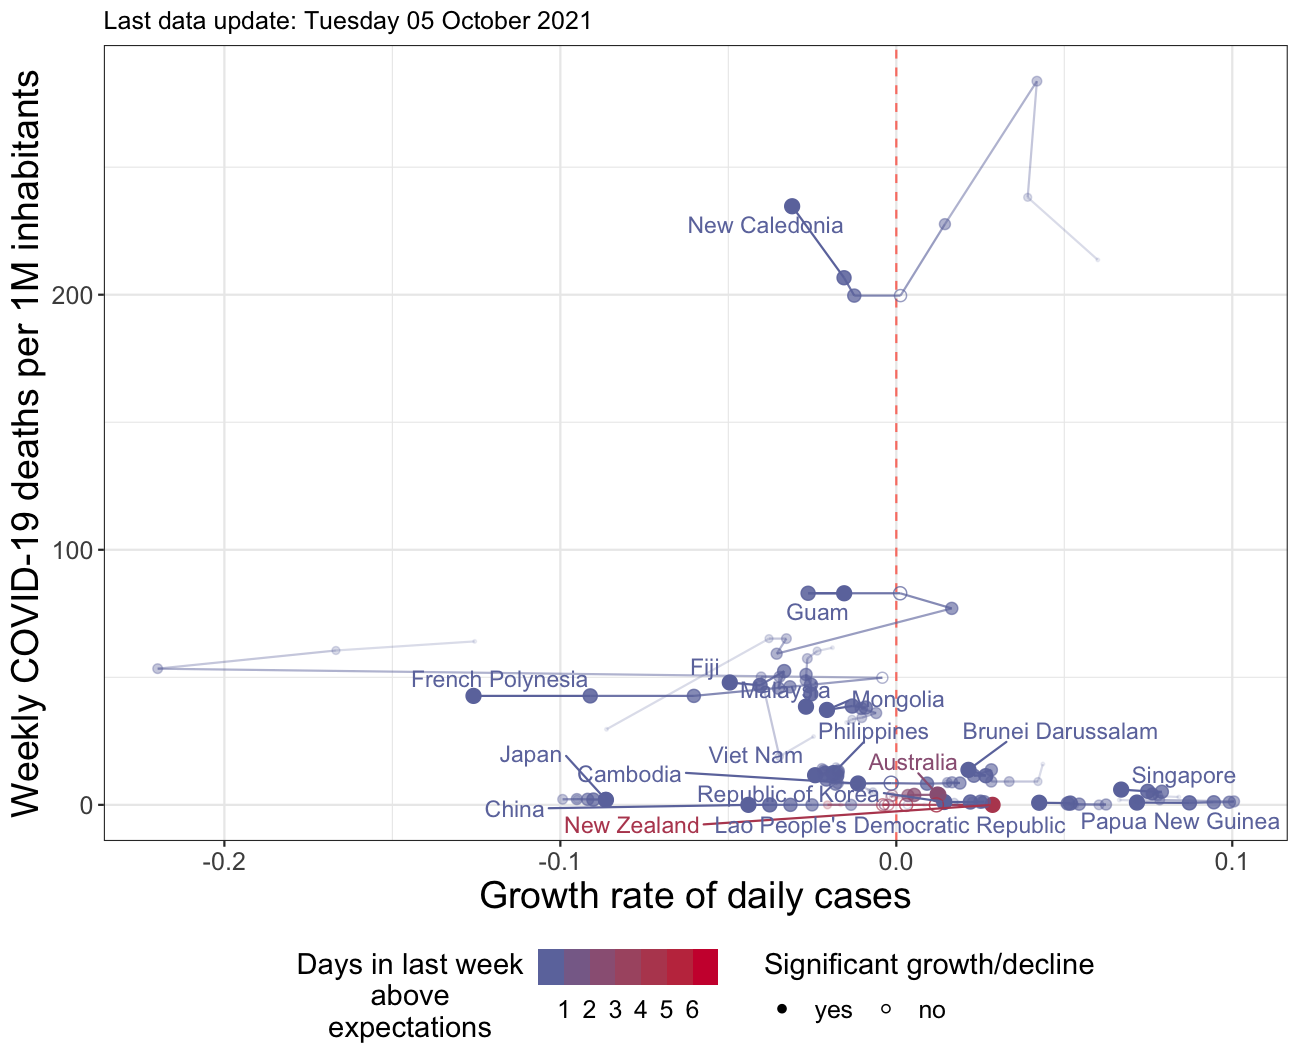 Last data update: Tuesday 05 October 2021
Weekly COVID-19 deaths per 1M inhabitants
200
100
0
New Caledonia
Guam
Fiji
French Polynesia
Malaysia
Mongolia
Philippines
Brunei Darussalam
Japan
Viet Nam
Cambodia
Australia
Singapore
Republic of Korea
China
New Zealand
Lao People's Democratic Republic
Papua New Guinea
-0.2
-0.1
0.0
0.1
Growth rate of daily cases
Days in last week
above
expectations
1 2 3 4 5 6
Significant growth/decline
yes
no